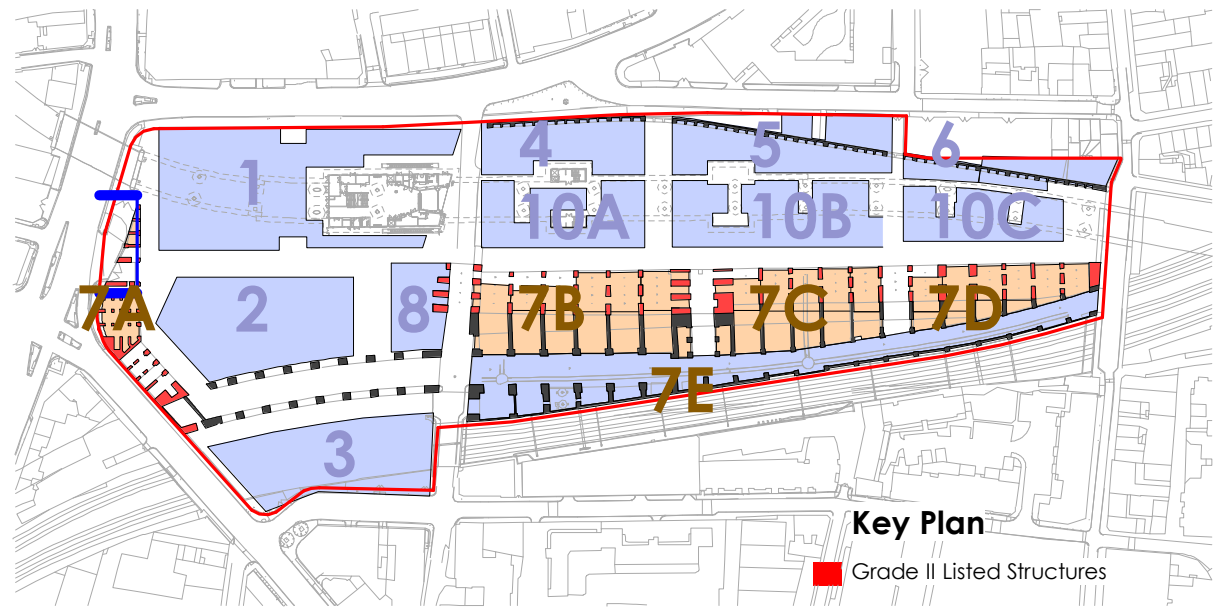 4
5
6
1
10A
10B
10C
2
8
7A
7B
7C
7D
7E
3
Key Plan
Grade II Listed Structures